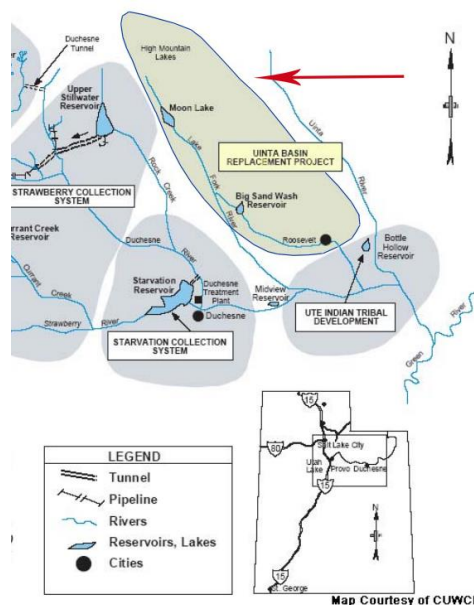 Duchesne
Tunnel
High Mountain
Lakes
N
Upper
Stillwater
Reservoir
Moon Lake
Uinta
River
UINTA BASIN
REPLACEMENT PROJECT
Lake
Fork
River
Rock
Creek
STRAWBERRY COLLECTION
SYSTEM
Big Sand Wash
Reservoir
Roosevelt
Bottle
Hollow
Reservoir
urrant Creek
Reservoir
Duchesne
River
Starvation
Reservoir
Duchesne
Treatment
Plant
Midview
Reservoir
UTE INDIAN TRIBAL
DEVELOPMENT
Currant
Creek
Duchesne
Strawberry
River
STARVATION COLLECTION
SYSTEM
Green
River
LEGEND
Tunnel
Pipeline
Rivers
Reservoirs, Lakes
Cities
15
80
Salt Lake City
Utah
Lake
Provo Duchesne
15
N
15
St. George
Map Courtesy of CUWC